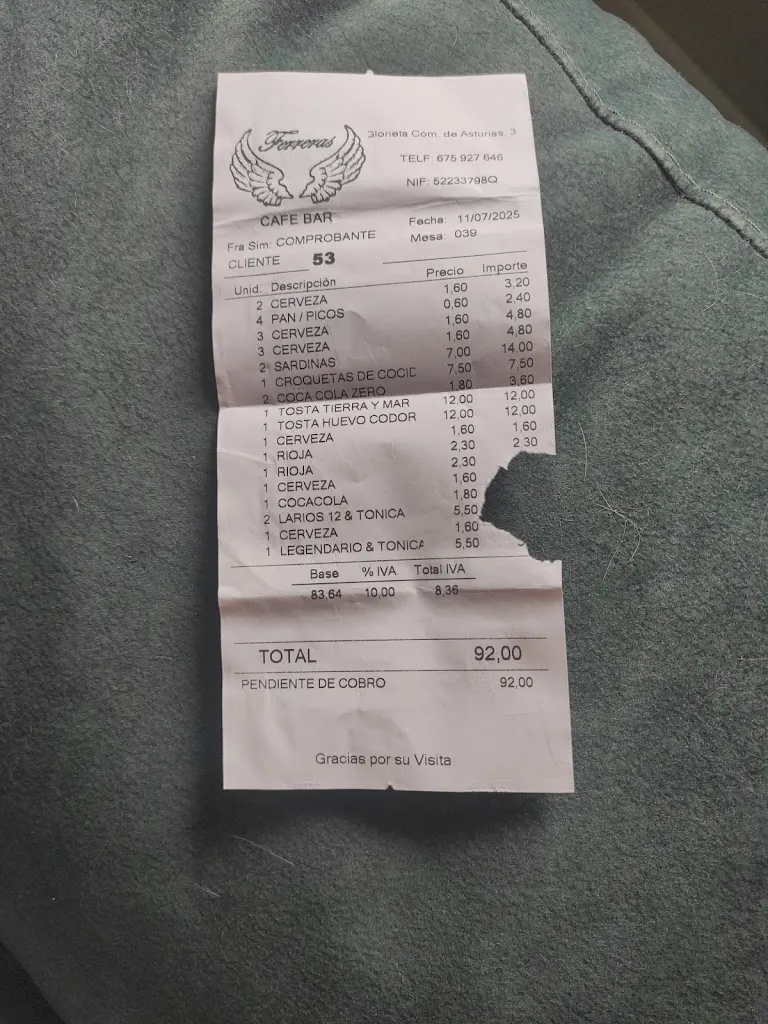 Ferreras
Glorieta Com. de Asturias, 3
TELF: 675 927 646
NIF: 52233798Q
CAFE BAR
Fecha: 11/07/2025
Fra Sim: COMPROBANTE
Mesa: 039
CLIENTE 53
Unid. Descripción Precio Importe
2 CERVEZA 1,60 3,20
4 PAN / PICOS 0,60 2,40
3 CERVEZA 1,60 4,80
3 CERVEZA 1,60 4,80
2 SARDINAS 7,00 14,00
1 CROQUETAS DE COCID 7,50 7,50
2 COCA COLA ZERO 1,80 3,60
1 TOSTA TIERRA Y MAR 12,00 12,00
1 TOSTA HUEVO CODOR 12,00 12,00
1 CERVEZA 1,60 1,60
1 RIOJA 2,30 2,30
1 RIOJA 2,30
1 CERVEZA 1,60
1 COCACOLA 1,80
2 LARIOS 12 & TONICA 5,50
1 CERVEZA 1,60
1 LEGENDARIO & TONICA 5,50
Base % IVA Total IVA
83,64 10,00 8,36
TOTAL 92,00
PENDIENTE DE COBRO 92,00
Gracias por su Visita